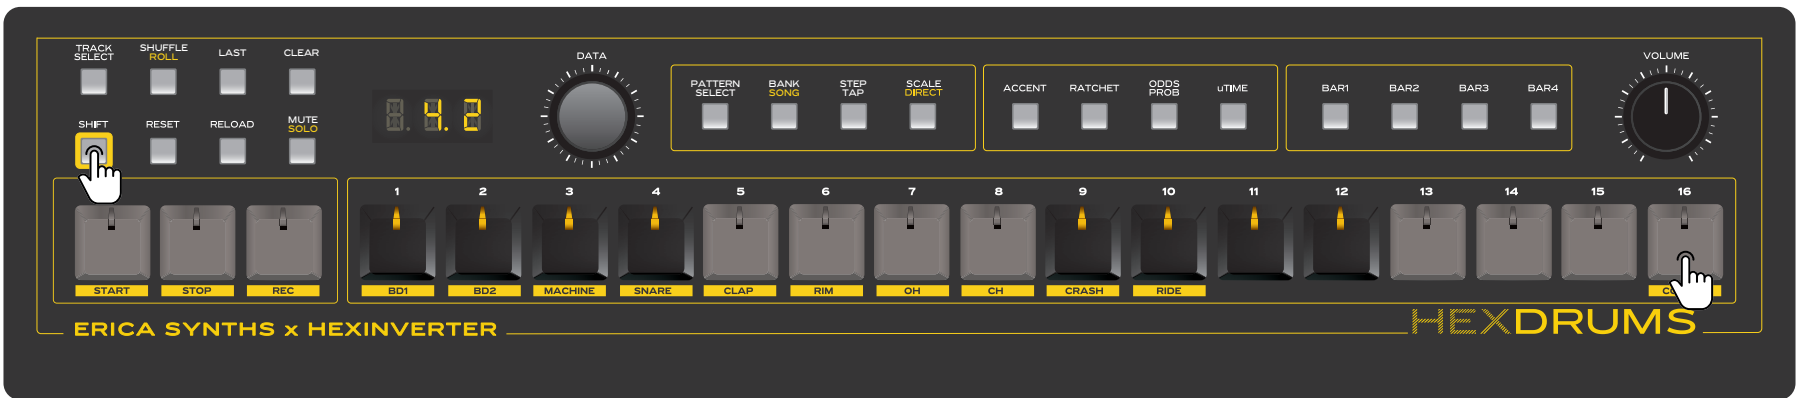 TRACK SELECT
SHUFFLE ROLL
LAST
CLEAR
SHIFT
RESET
RELOAD
MUTE SOLO
4.2
DATA
PATTERN SELECT
BANK SONG
STEP TAP
SCALE DIRECT
ACCENT
RATCHET
ODDS PROB
uTIME
BAR1
BAR2
BAR3
BAR4
VOLUME
START
STOP
REC
1 2 3 4 5 6 7 8 9 10 11 12 13 14 15 16
BD1
BD2
MACHINE
SNARE
CLAP
RIM
OH
CH
CRASH
RIDE
ERICA SYNTHS x HEXINVERTER
HEXDRUMS